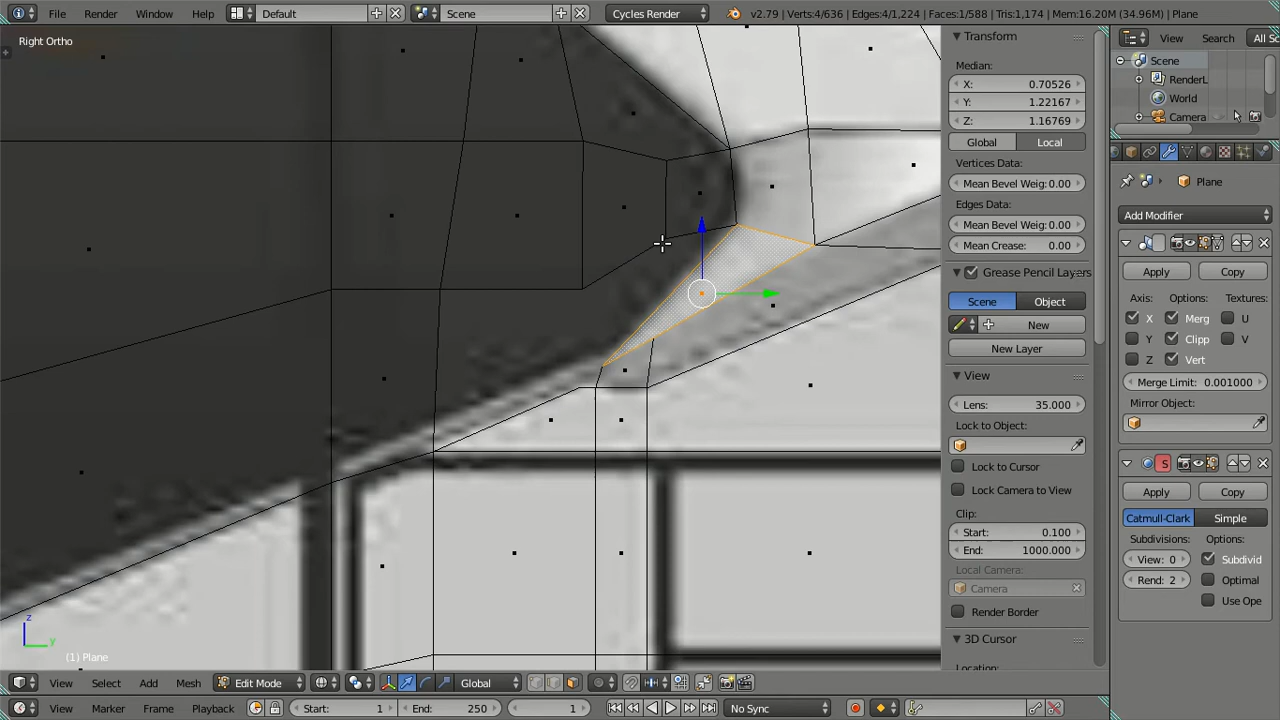 File Render Window Help Default Scene Cycles Render v2.79 | Verts:4/636 | Edges:4/1,224 | Faces:1/588 | Tris:1,174 | Mem:16.20M (34.96M) | Plane
Right Ortho
Transform
Median:
X: 0.70526
Y: 1.22167
Z: 1.16769
Global Local
Vertices Data:
Mean Bevel Weig: 0.00
Edges Data:
Mean Bevel Weig: 0.00
Mean Crease: 0.00
Grease Pencil Layers
Scene Object
New
New Layer
View
Lens: 35.000
Lock to Object:
Lock to Cursor
Lock Camera to View
Clip:
Start: 0.100
End: 1000.000
Local Camera:
Camera
Render Border
3D Cursor
Location:
View Search All Sc
Scene
RenderL
World
Camera
Plane
Add Modifier
Apply Copy
Axis: Options: Textures:
X Merg U
Y Clipp V
Z Vert
Merge Limit: 0.001000
Mirror Object:
S
Apply Copy
Catmull-Clark Simple
Subdivisions: Options:
View: 0 Subdivid
Rend: 2 Optimal
Use Ope
z
y
(1) Plane
View Select Add Mesh Edit Mode Global
View Marker Frame Playback Start: 1 End: 250 1 No Sync